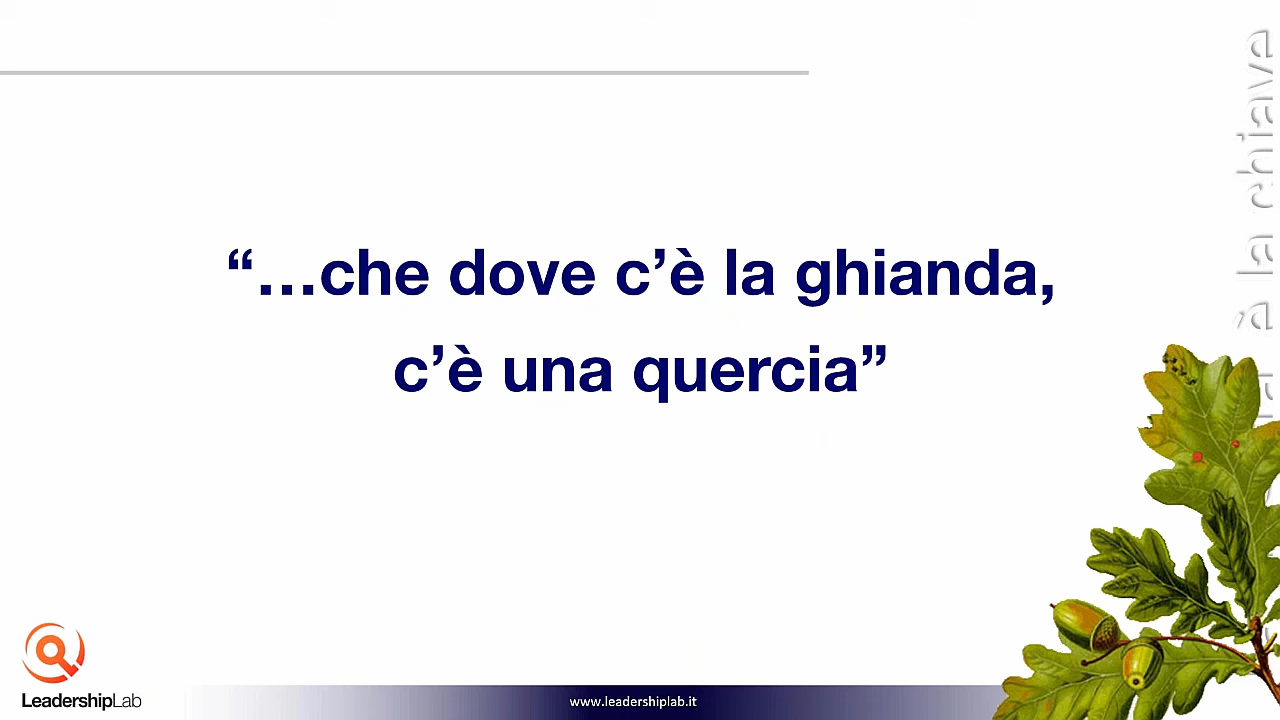 “…che dove c’è la ghianda,
c’è una quercia”
è la chiave
LeadershipLab
www.leadershiplab.it